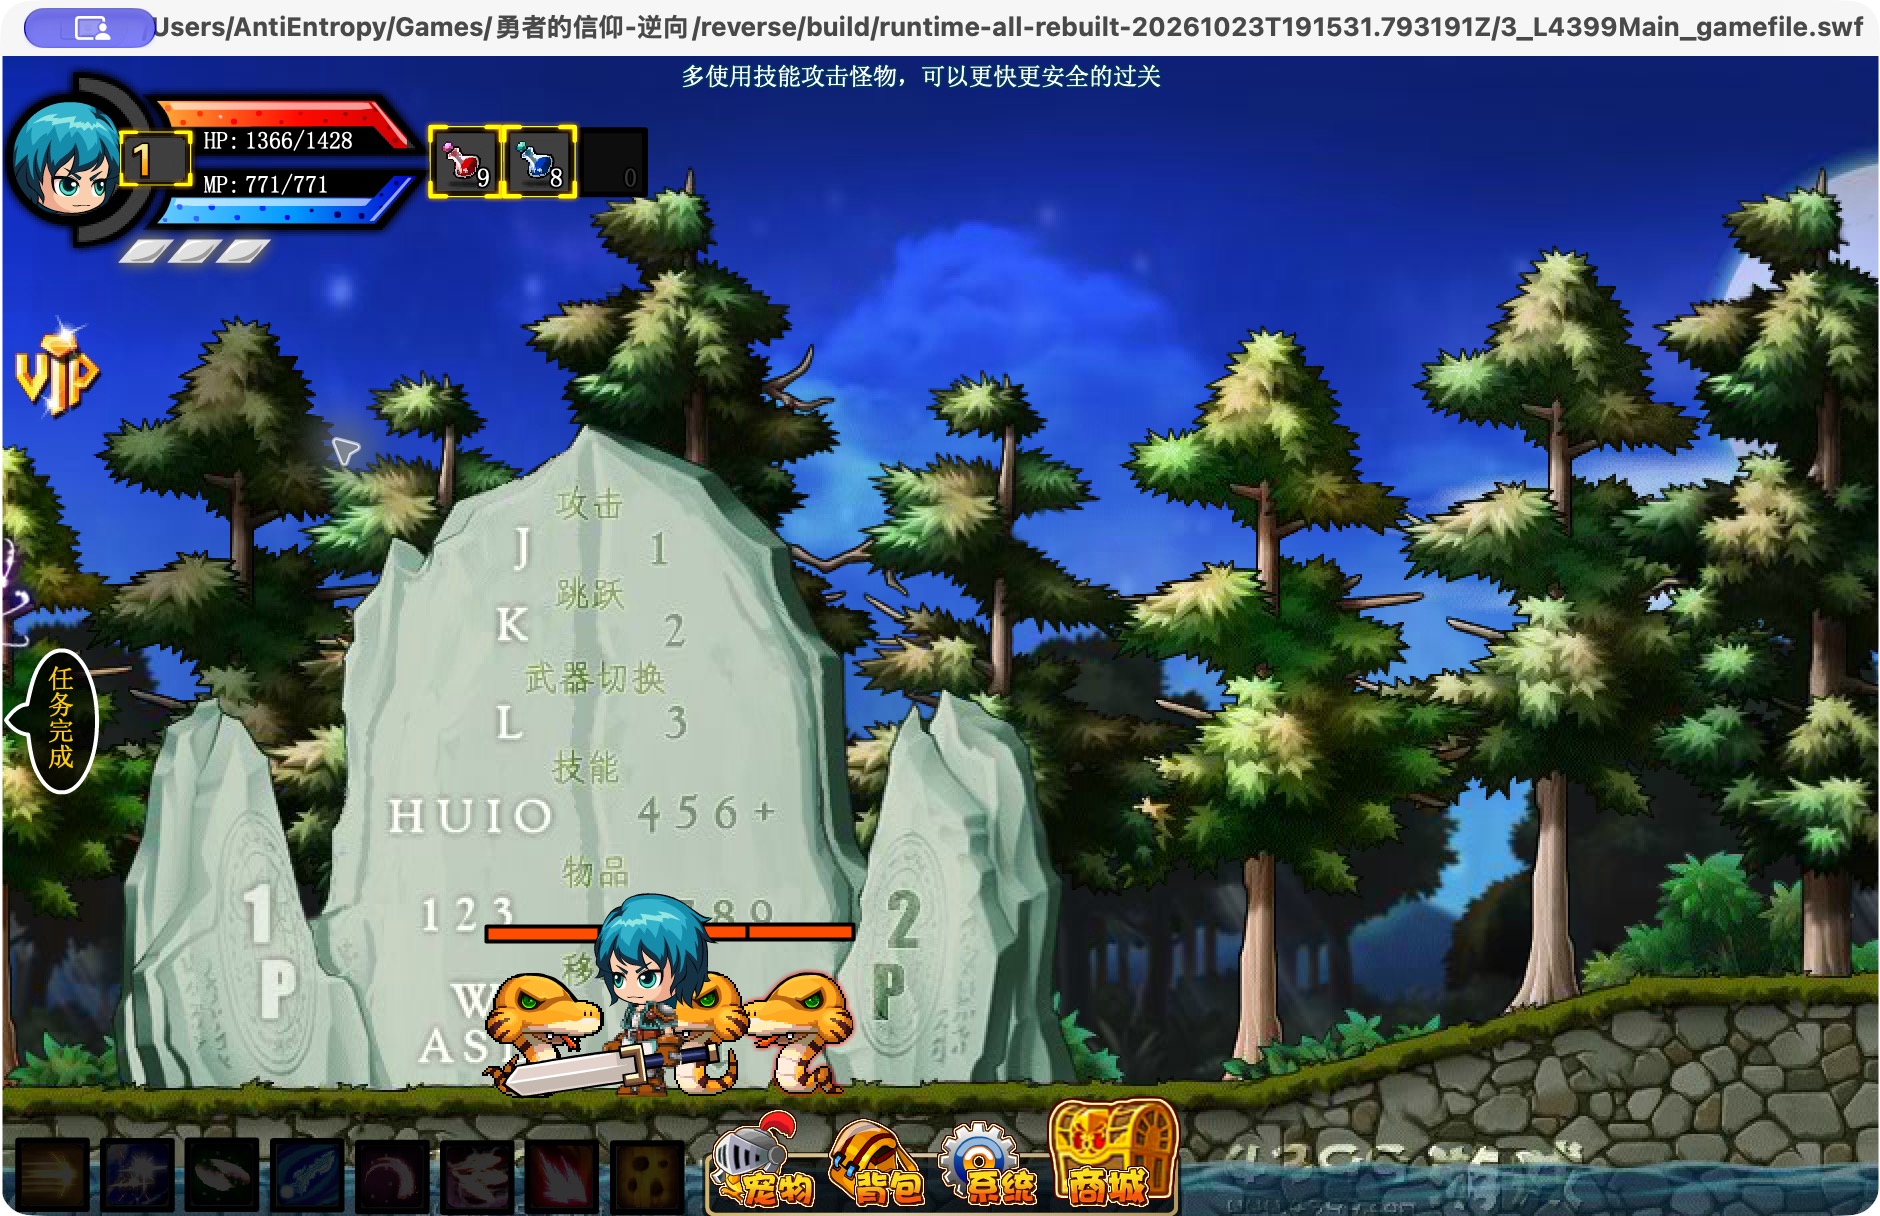 /Users/AntiEntropy/Games/勇者的信仰-逆向/reverse/build/runtime-all-rebuilt-20261023T191531.793191Z/3_L4399Main_gamefile.swf
多使用技能攻击怪物，可以更快更安全的过关
1
HP: 1366/1428
MP: 771/771
9
8
0
VIP
攻击
J 1
跳跃
K 2
武器切换
L 3
技能
HUIO 456+
物品
123 789
移
W
AS
1P
2P
任务完成
宠物
背包
系统
商城